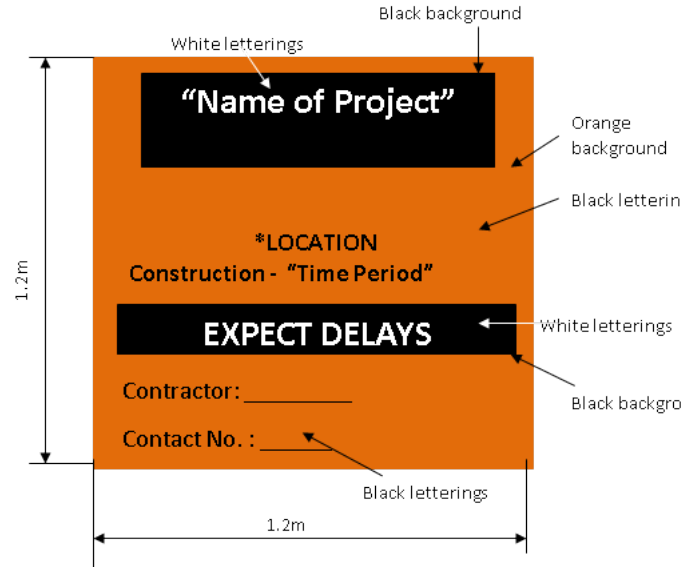 Black background
White letterings
“Name of Project”
Orange
background
Black letterin
*LOCATION
Construction - “Time Period”
1.2m
EXPECT DELAYS
White letterings
Contractor: __________
Black backgro
Contact No. : _______
Black letterings
1.2m